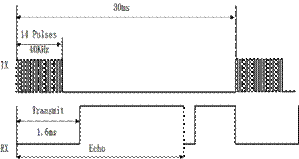 30ms
14 Pulses
40KHz
TX
Transmit
1.6ms
RX
Echo